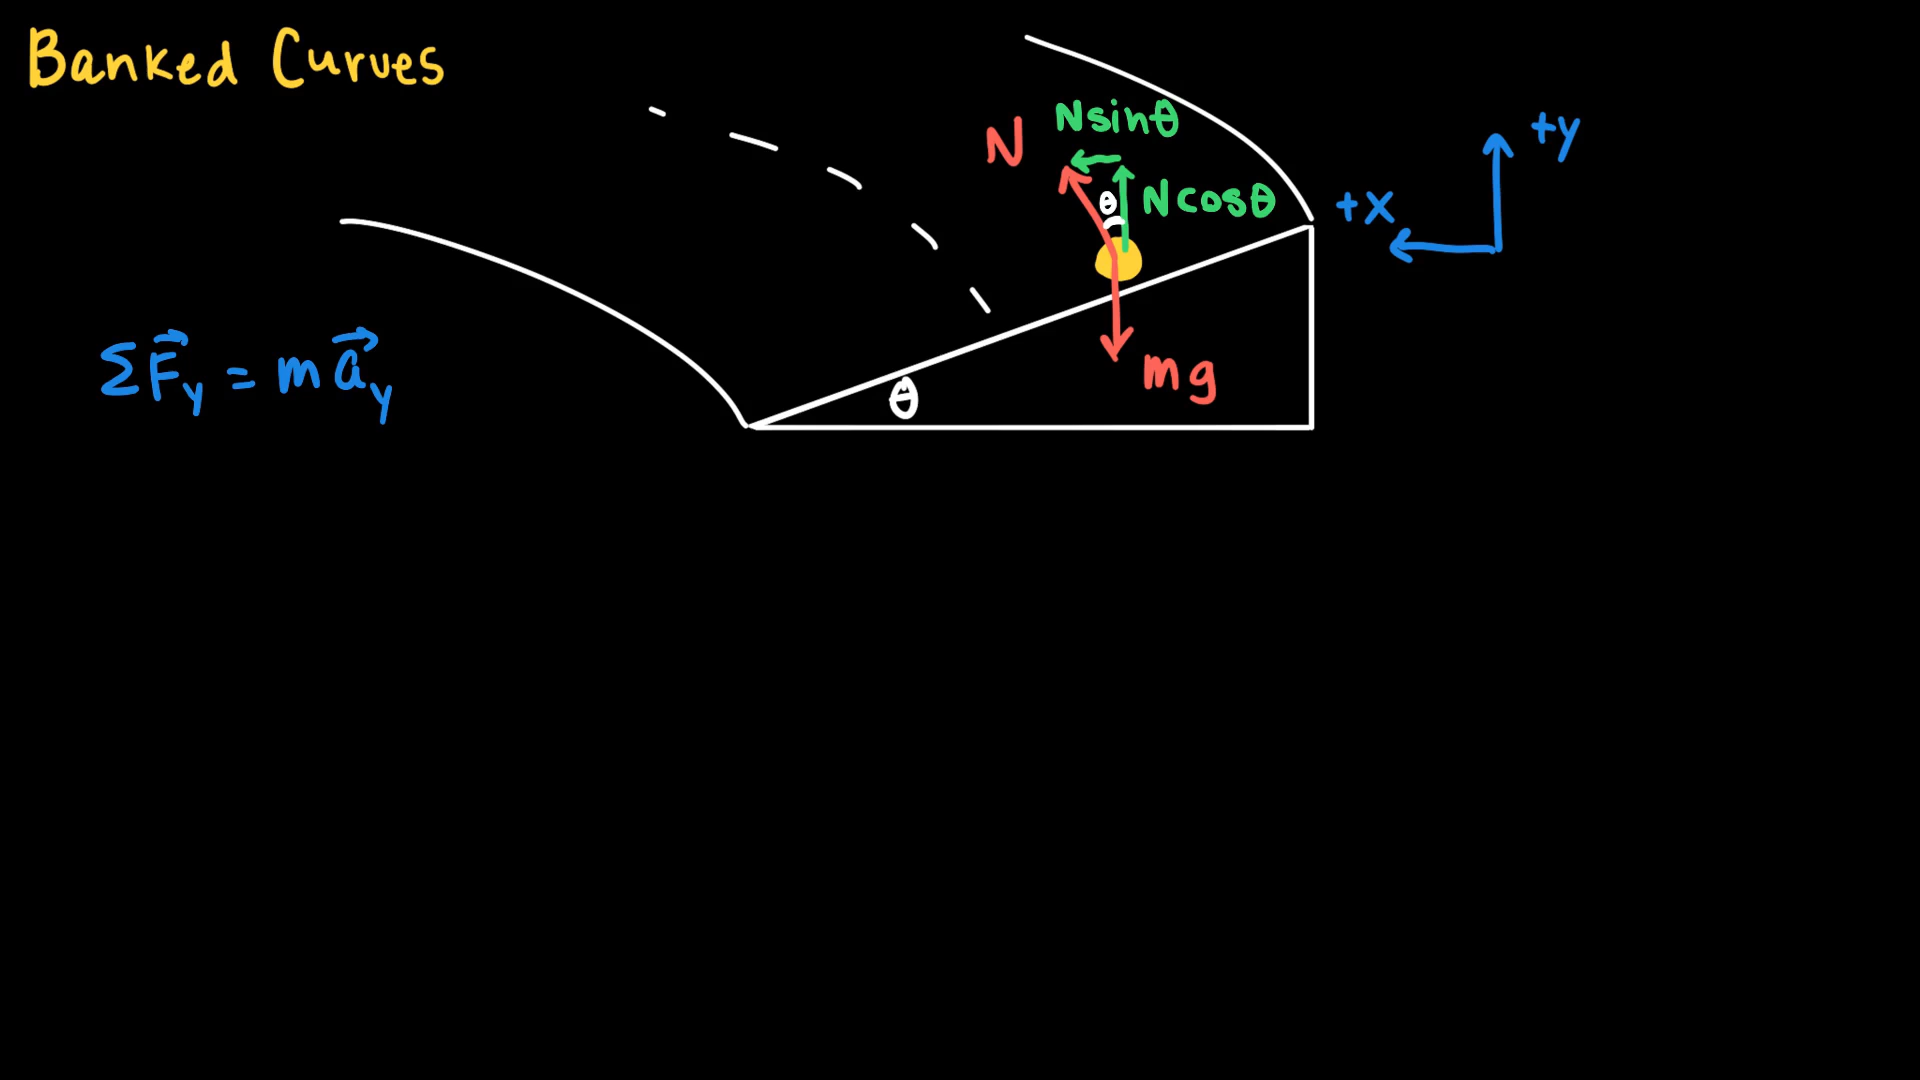 Banked Curves
N
Nsinθ
θ
Ncosθ
+x
+y
mg
θ
ΣF⃗y = ma⃗y